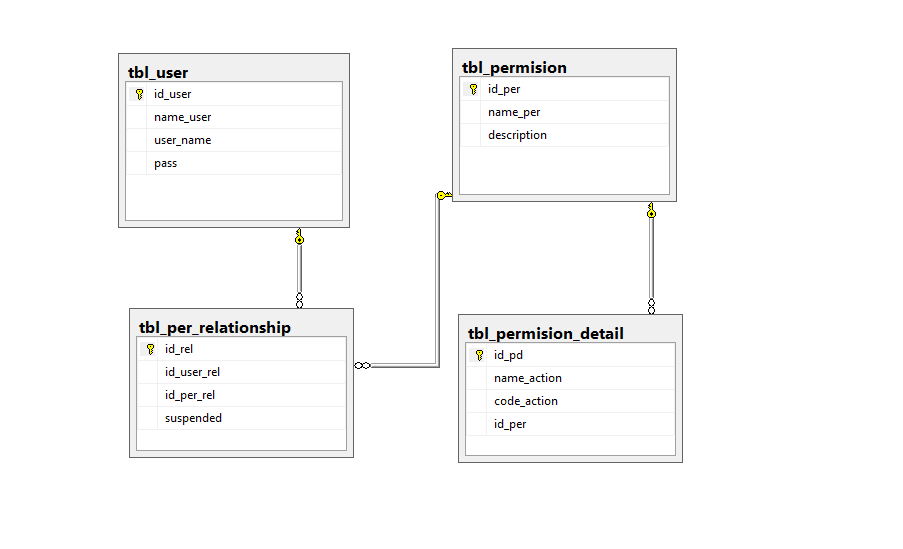 tbl_user
id_user
name_user
user_name
pass
tbl_permision
id_per
name_per
description
tbl_per_relationship
id_rel
id_user_rel
id_per_rel
suspended
tbl_permision_detail
id_pd
name_action
code_action
id_per